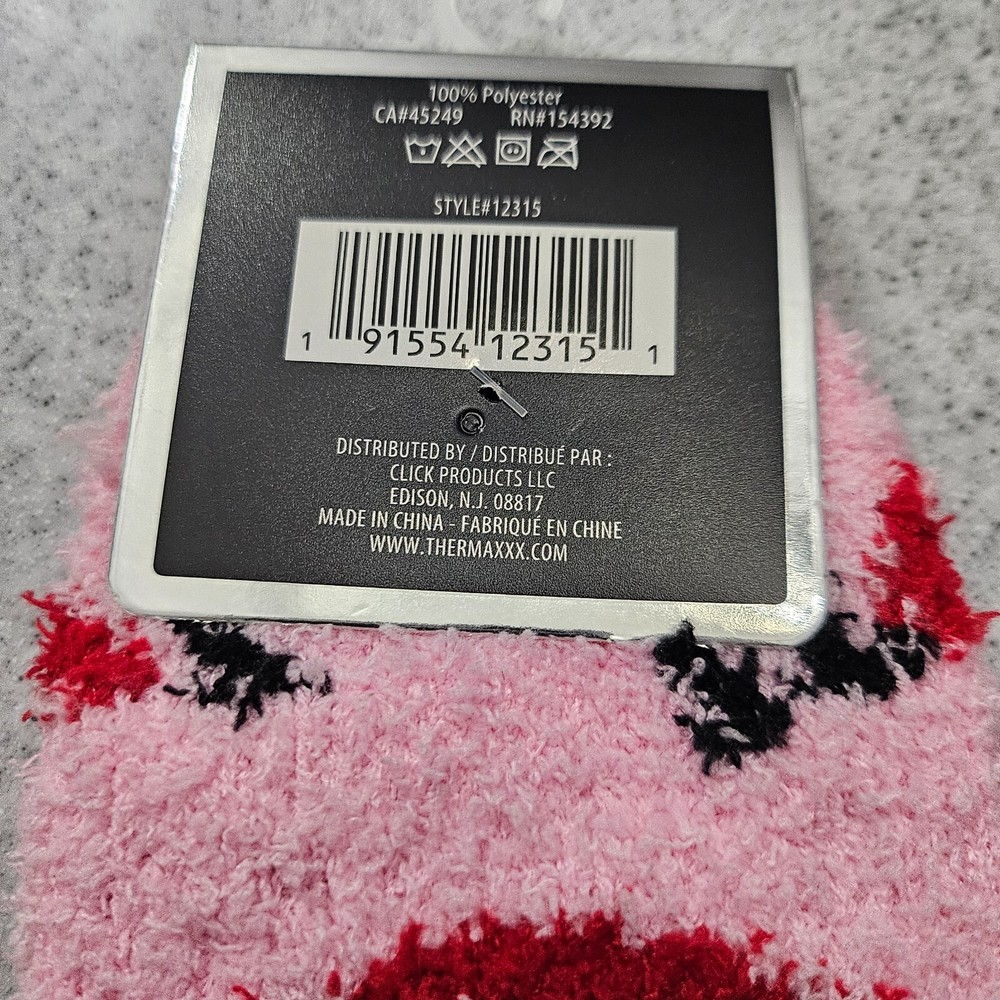 100% Polyester
CA#45249 RN#154392
STYLE#12315
1 91554 12315 1
DISTRIBUTED BY / DISTRIBUÉ PAR :
CLICK PRODUCTS LLC
EDISON, N.J. 08817
MADE IN CHINA - FABRIQUÉ EN CHINE
WWW.THERMAXXX.COM